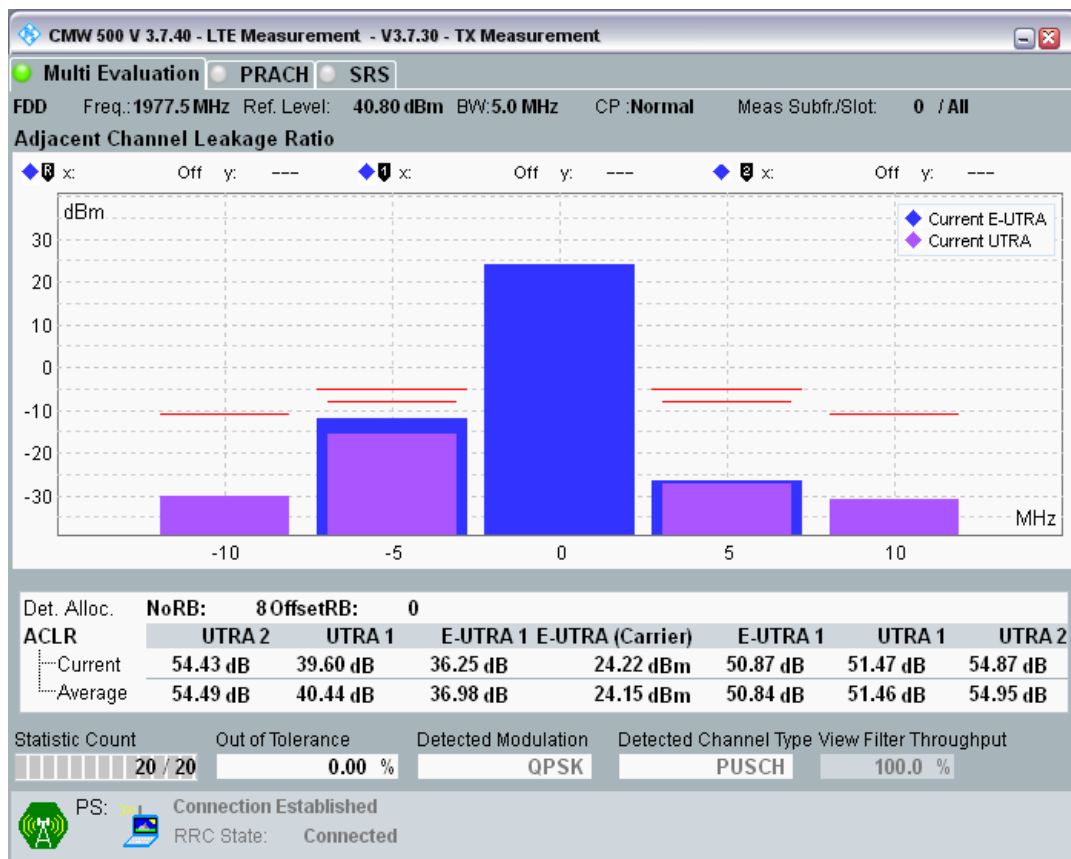 CMW 500 V 3.7.40 - LTE Measurement - V3.7.30 - TX Measurement
Multi Evaluation PRACH SRS
FDD Freq.:1977.5 MHz Ref. Level: 40.80 dBm BW:5.0 MHz CP :Normal Meas Subfr./Slot: 0 / All
Adjacent Channel Leakage Ratio
R x: Off y: --- 1 x: Off y: --- 2 x: Off y: ---
dBm
Current E-UTRA
Current UTRA
30
20
10
0
-10
-20
-30
MHz
-10 -5 0 5 10
Det. Alloc. NoRB: 8 OffsetRB: 0
ACLR UTRA 2 UTRA 1 E-UTRA 1 E-UTRA (Carrier) E-UTRA 1 UTRA 1 UTRA 2
Current 54.43 dB 39.60 dB 36.25 dB 24.22 dBm 50.87 dB 51.47 dB 54.87 dB
Average 54.49 dB 40.44 dB 36.98 dB 24.15 dBm 50.84 dB 51.46 dB 54.95 dB
Statistic Count Out of Tolerance Detected Modulation Detected Channel Type View Filter Throughput
20 / 20 0.00 % QPSK PUSCH 100.0 %
PS: Connection Established
RRC State: Connected